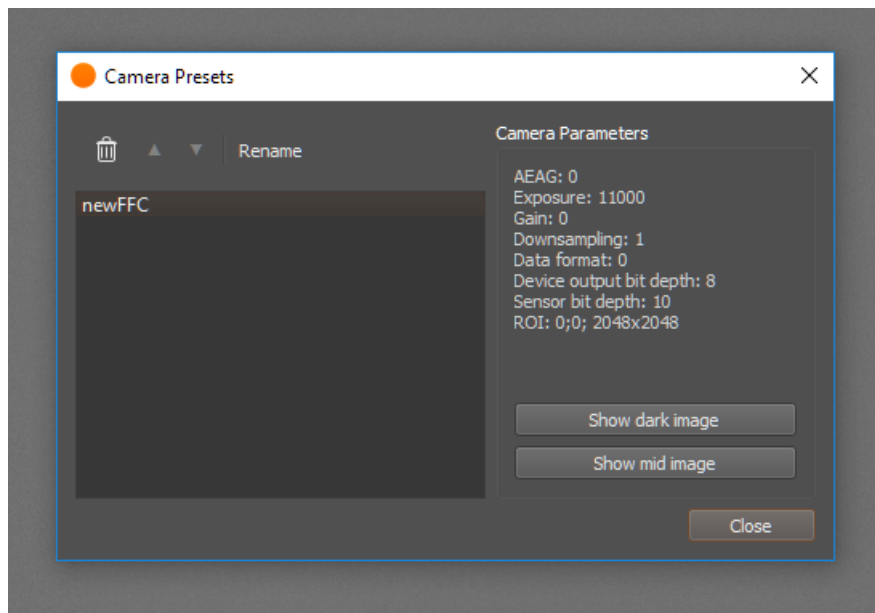 Camera Presets
Rename
newFFC
Camera Parameters
AEAG: 0
Exposure: 11000
Gain: 0
Downsampling: 1
Data format: 0
Device output bit depth: 8
Sensor bit depth: 10
ROI: 0;0; 2048x2048
Show dark image
Show mid image
Close